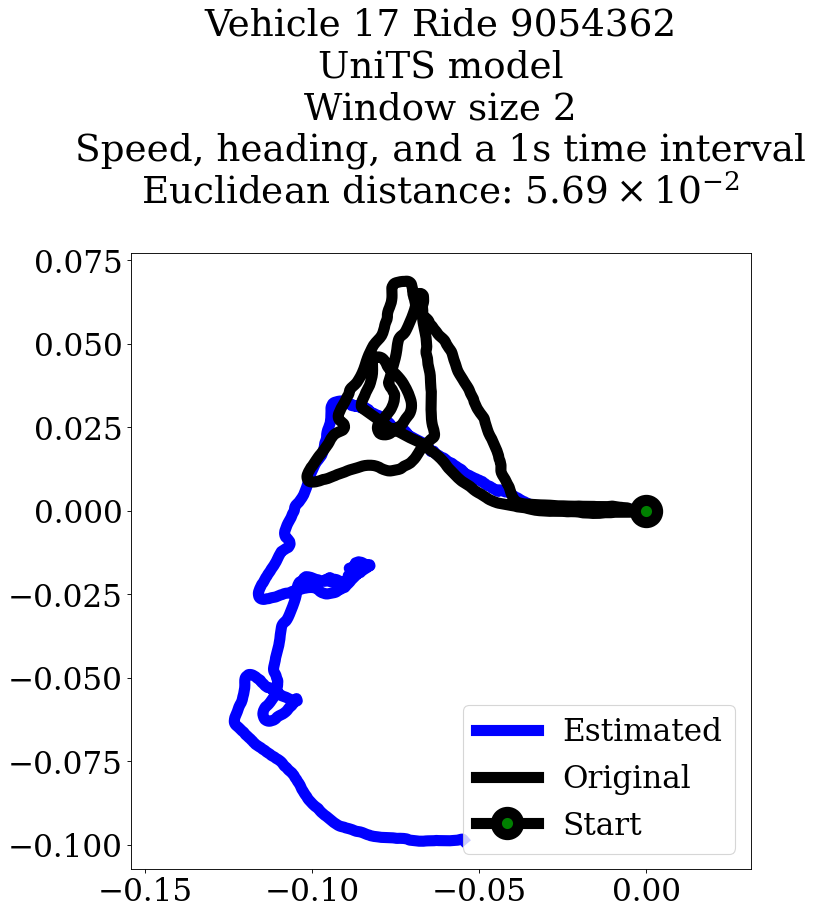 Vehicle 17 Ride 9054362
UniTS model
Window size 2
Speed, heading, and a 1s time interval
Euclidean distance: 5.69 × 10⁻²
0.075
0.050
0.025
0.000
−0.025
−0.050
−0.075
−0.100
Estimated
Original
Start
−0.15
−0.10
−0.05
0.00